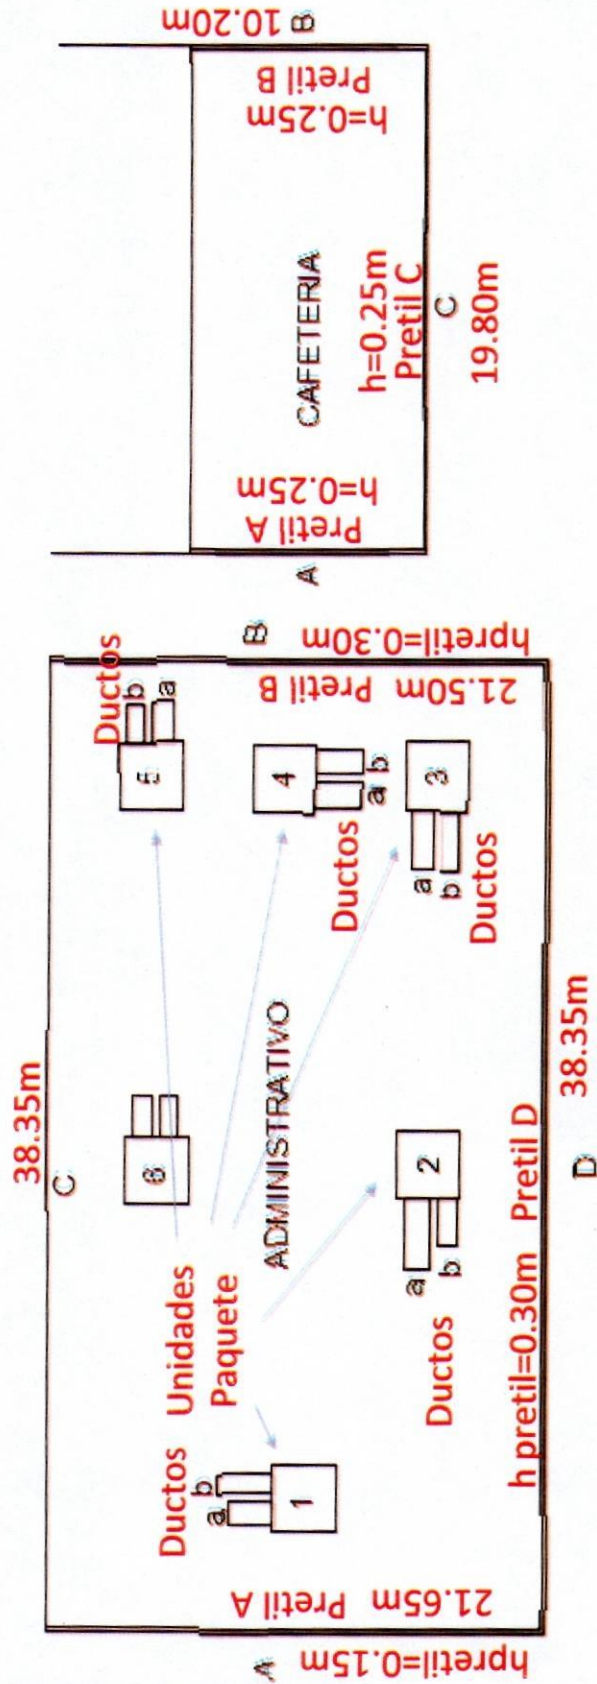 38.35m
C
Ductos
b
a
5
6
Unidades
Paquete
Ductos
a
b
1
ADMINISTRATIVO
4
a
b
Ductos
3
a
b
Ductos
2
a
b
Ductos
A
hpretil=0.15m
21.65m Pretil A
B
hpretil=0.30m
21.50m Pretil B
h pretil=0.30m Pretil D
38.35m
D
CAFETERIA
A
Pretil A
h=0.25m
h=0.25m
Pretil C
C
19.80m
Pretil B
h=0.25m
B
10.20m